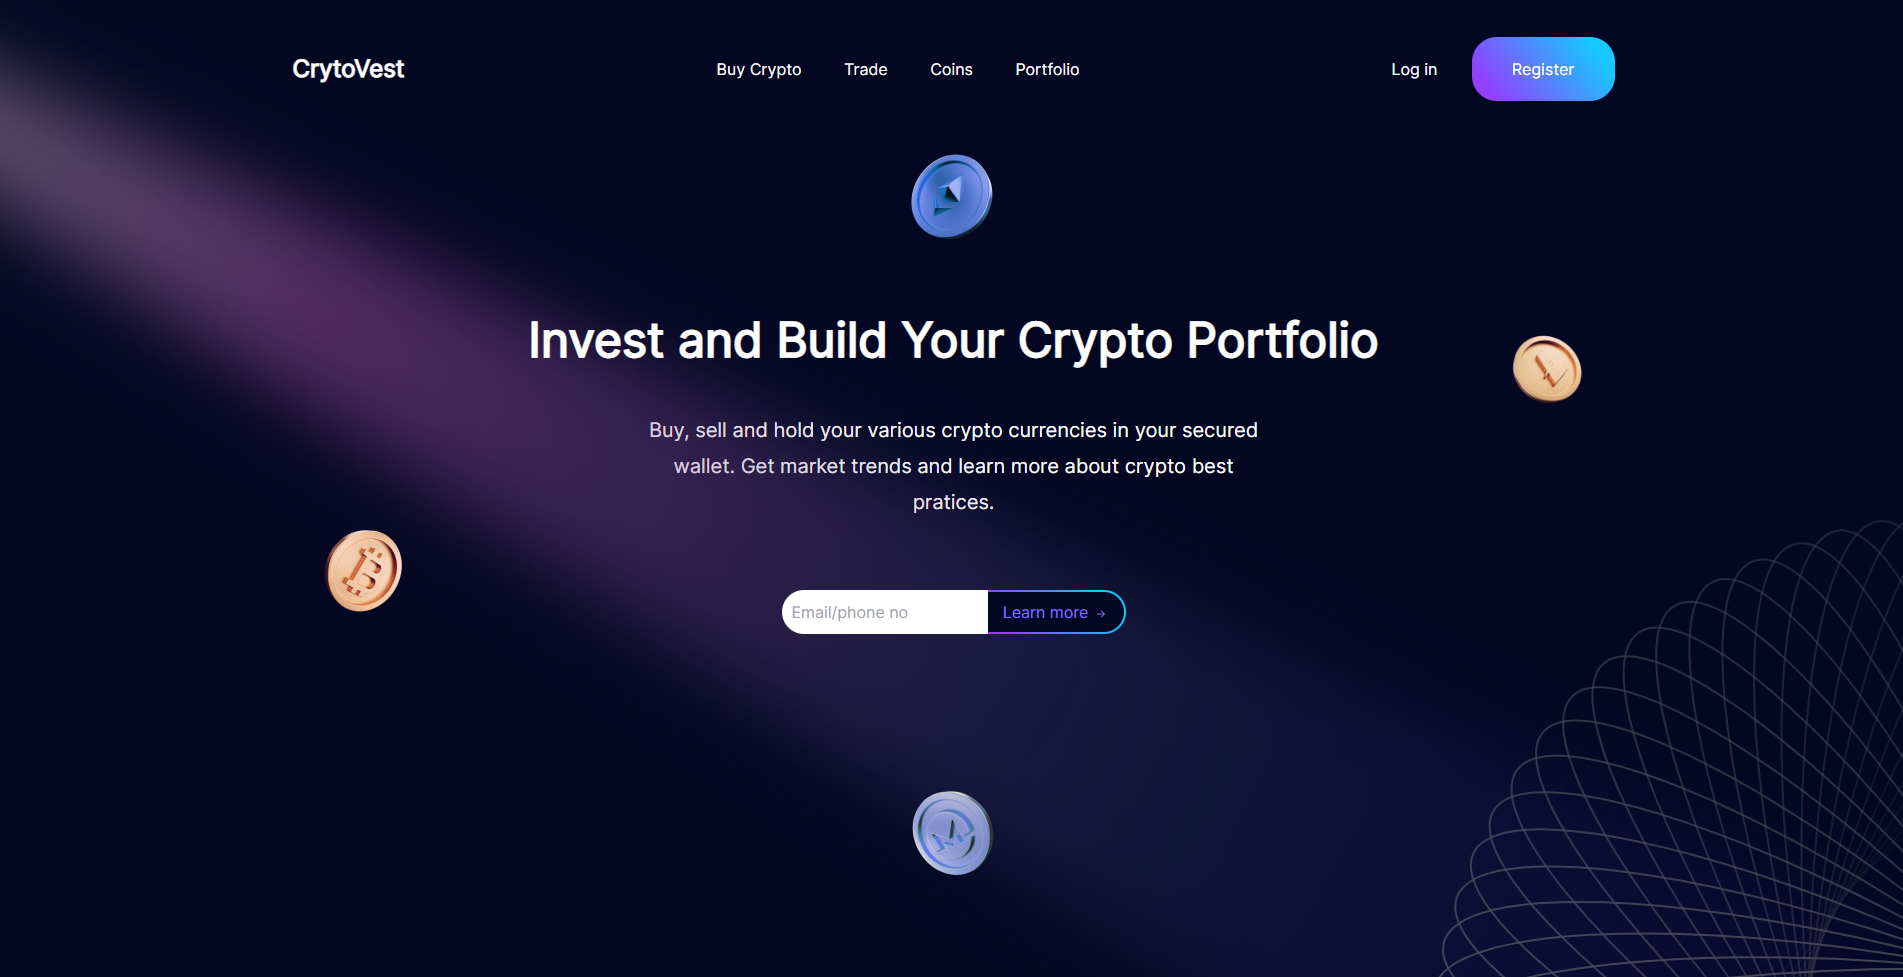 CrytoVest
Buy Crypto
Trade
Coins
Portfolio
Log in
Register
Invest and Build Your Crypto Portfolio
Buy, sell and hold your various crypto currencies in your secured
wallet. Get market trends and learn more about crypto best
pratices.
Email/phone no
Learn more →